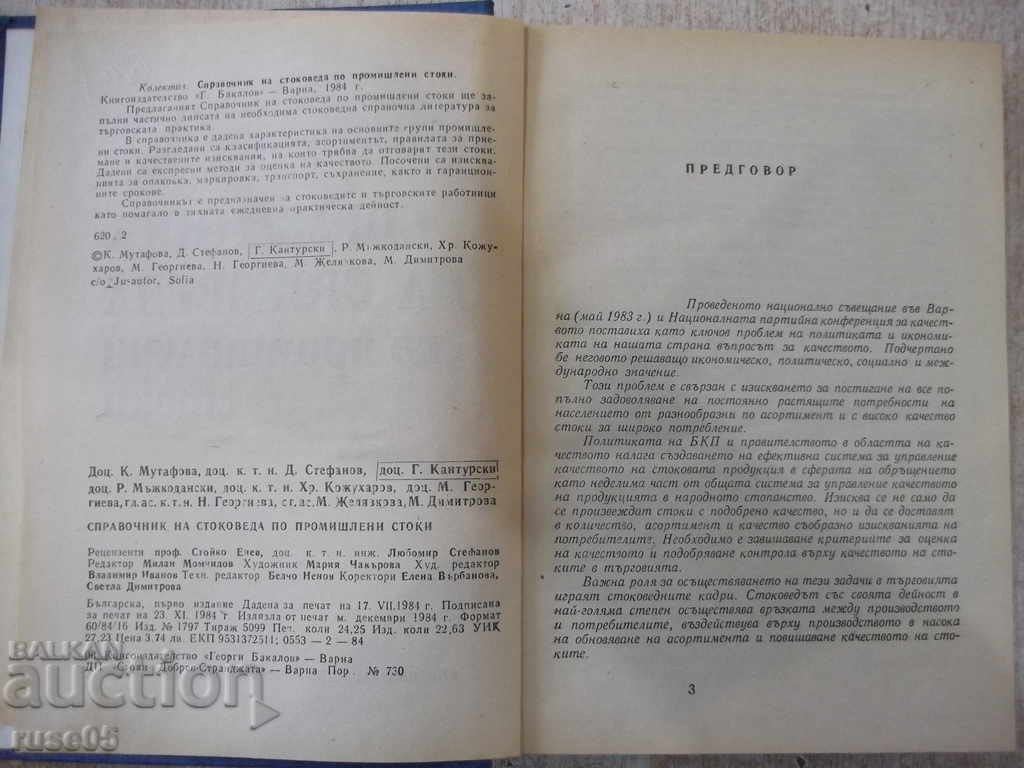 Колектив. Справочник на стоковеда по промишлени стоки.
Книгоиздателство «Г. Бакалов» — Варна, 1984 г.
Предлаганият Справочник на стоковеда по промишлени стоки ще за-
пълни частично липсата на необходима стоковедна справочна литература за
търговската практика.
В справочника е дадена характеристика на основните групи промишле-
ни стоки. Разгледани са класификацията, асортиментът, правилата за прие-
мане и качествените изисквания, на които трябва да отговарят тези стоки.
Дадени са експресни методи за оценка на качеството. Посочени са изисква-
нията за опаковка, маркировка, транспорт, съхранение, както и гаранцион-
ните срокове.
Справочникът е предназначен за стоковедите и търговските работници
като помагало в тяхната ежедневна практическа дейност.
620 . 2
©К. Мутафова, Д. Стефанов, Г. Кантурски, Р. Мъжкодански, Хр. Кожу-
харов, М. Георгиева, Н. Георгиева, М. Желязкова, М. Димитрова
c/o Jusautor, Sofia
Доц. К. Мутафова, доц. к. т. н. Д. Стефанов, доц. Г. Кантурски
доц. Р. Мъжкодански, доц. к. т. н. Хр. Кожухаров, доц. М. Геор-
гиева, гл. ас. к. т. н. Н. Георгиева, ст. ас. М. Желязкова, М. Димитрова
СПРАВОЧНИК НА СТОКОВЕДА ПО ПРОМИШЛЕНИ СТОКИ
Рецензенти проф. Стойко Енев, доц. к. т. н. инж. Любомир Стефанов
Редактор Милан Момчилов Художник Мария Чакърова Худ. редактор
Владимир Иванов Техн. редактор Белчо Ненов Коректори Елена Върбанова,
Светла Димитрова
Българска, първо издание Дадена за печат на 17. VII. 1984 г. Подписана
за печат на 23. XI. 1984 г. Излязла от печат м. декември 1984 г. Формат
60/84/16 Изд. № 1797 Тираж 5099 Печ. коли 24,25 Изд. коли 22,63 УИК
27,23 Цена 3.74 лв. ЕКП 9531372511; 0553 — 2 — 84
Книгоиздателство «Георги Бакалов» — Варна
ДП «Стоян Добрев-Странджата» — Варна Пор. № 730
BALKAN
auction
ruse05
ПРЕДГОВОР
Проведеното национално съвещание във Вар-
на (май 1983 г.) и Националната партийна конференция за качест-
вото поставиха като ключов проблем на политиката и икономи-
ката на нашата страна въпросът за качеството. Подчертано
бе неговото решаващо икономическо, политическо, социално и меж-
дународно значение.
Този проблем е свързан с изискването за постигане на все по-
пълно задоволяване на постоянно растящите потребности на
населението от разнообразни по асортимент и с високо качество
стоки за широко потребление.
Политиката на БКП и правителството в областта на ка-
чеството налага създаването на ефективна система за управление
качеството на стоковата продукция в сферата на обръщението
като неделима част от общата система за управление качеството
на продукцията в народното стопанство. Изисква се не само да
се произвеждат стоки с подобрено качество, но и да се доставят
в количество, асортимент и качество съобразно изискванията на
потребителите. Необходимо е завишаване критериите за оценка
на качеството и подобряване контрола върху качеството на сто-
ките в търговията.
Важна роля за осъществяването на тези задачи в търговията
играят стоковедните кадри. Стоковедът със своята дейност в
най-голяма степен осъществява връзката между производството
и потребителите, въздействува върху производството в насока
на обновяване на асортимента и повишаване качеството на сто-
ките.
3